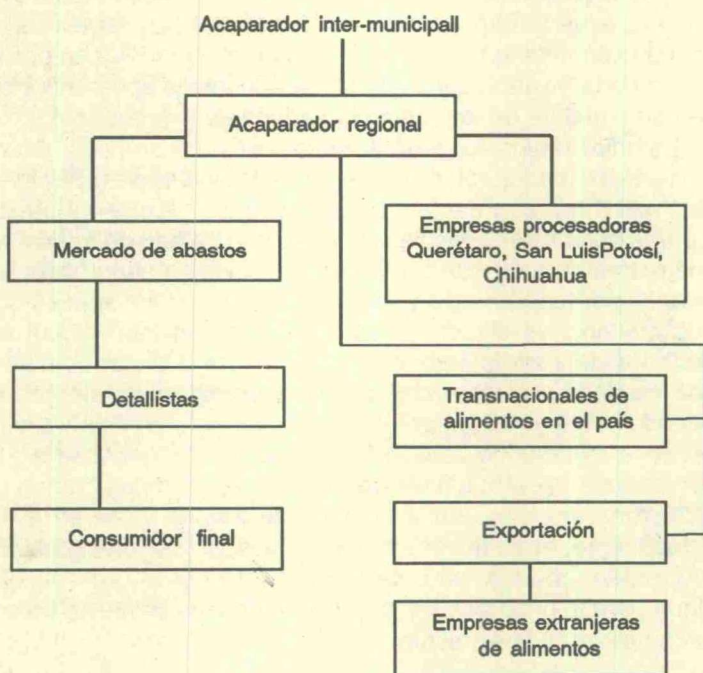 Acaparador inter-municipall
Acaparador regional
Mercado de abastos
Empresas procesadoras
Querétaro, San LuisPotosí,
Chihuahua
Detallistas
Transnacionales de
alimentos en el país
Consumidor final
Exportación
Empresas extranjeras
de alimentos